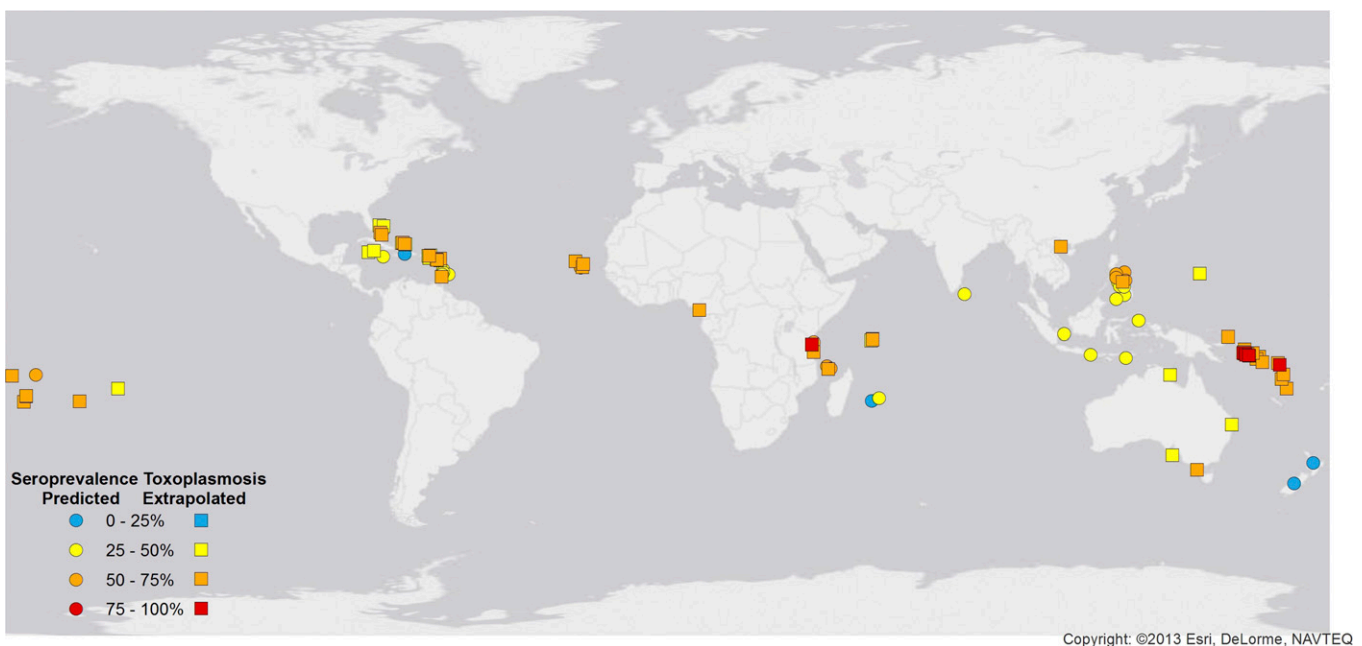 Seroprevalence Toxoplasmosis
Predicted Extrapolated
0 - 25%
25 - 50%
50 - 75%
75 - 100%
Copyright: ©2013 Esri, DeLorme, NAVTEQ